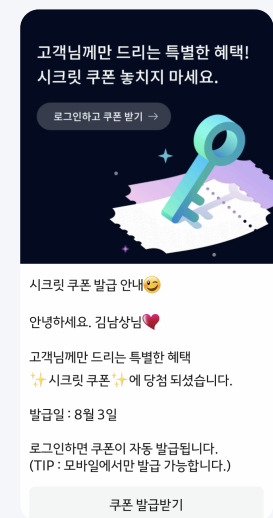 고객님께만 드리는 특별한 혜택!
시크릿 쿠폰 놓치지 마세요.
로그인하고 쿠폰 받기 →
시크릿 쿠폰 발급 안내😉
안녕하세요. 김남상님💓
고객님께만 드리는 특별한 혜택
✨시크릿 쿠폰✨에 당첨 되셨습니다.
발급일 : 8월 3일
로그인하면 쿠폰이 자동 발급됩니다.
(TIP : 모바일에서만 발급 가능합니다.)
쿠폰 발급받기